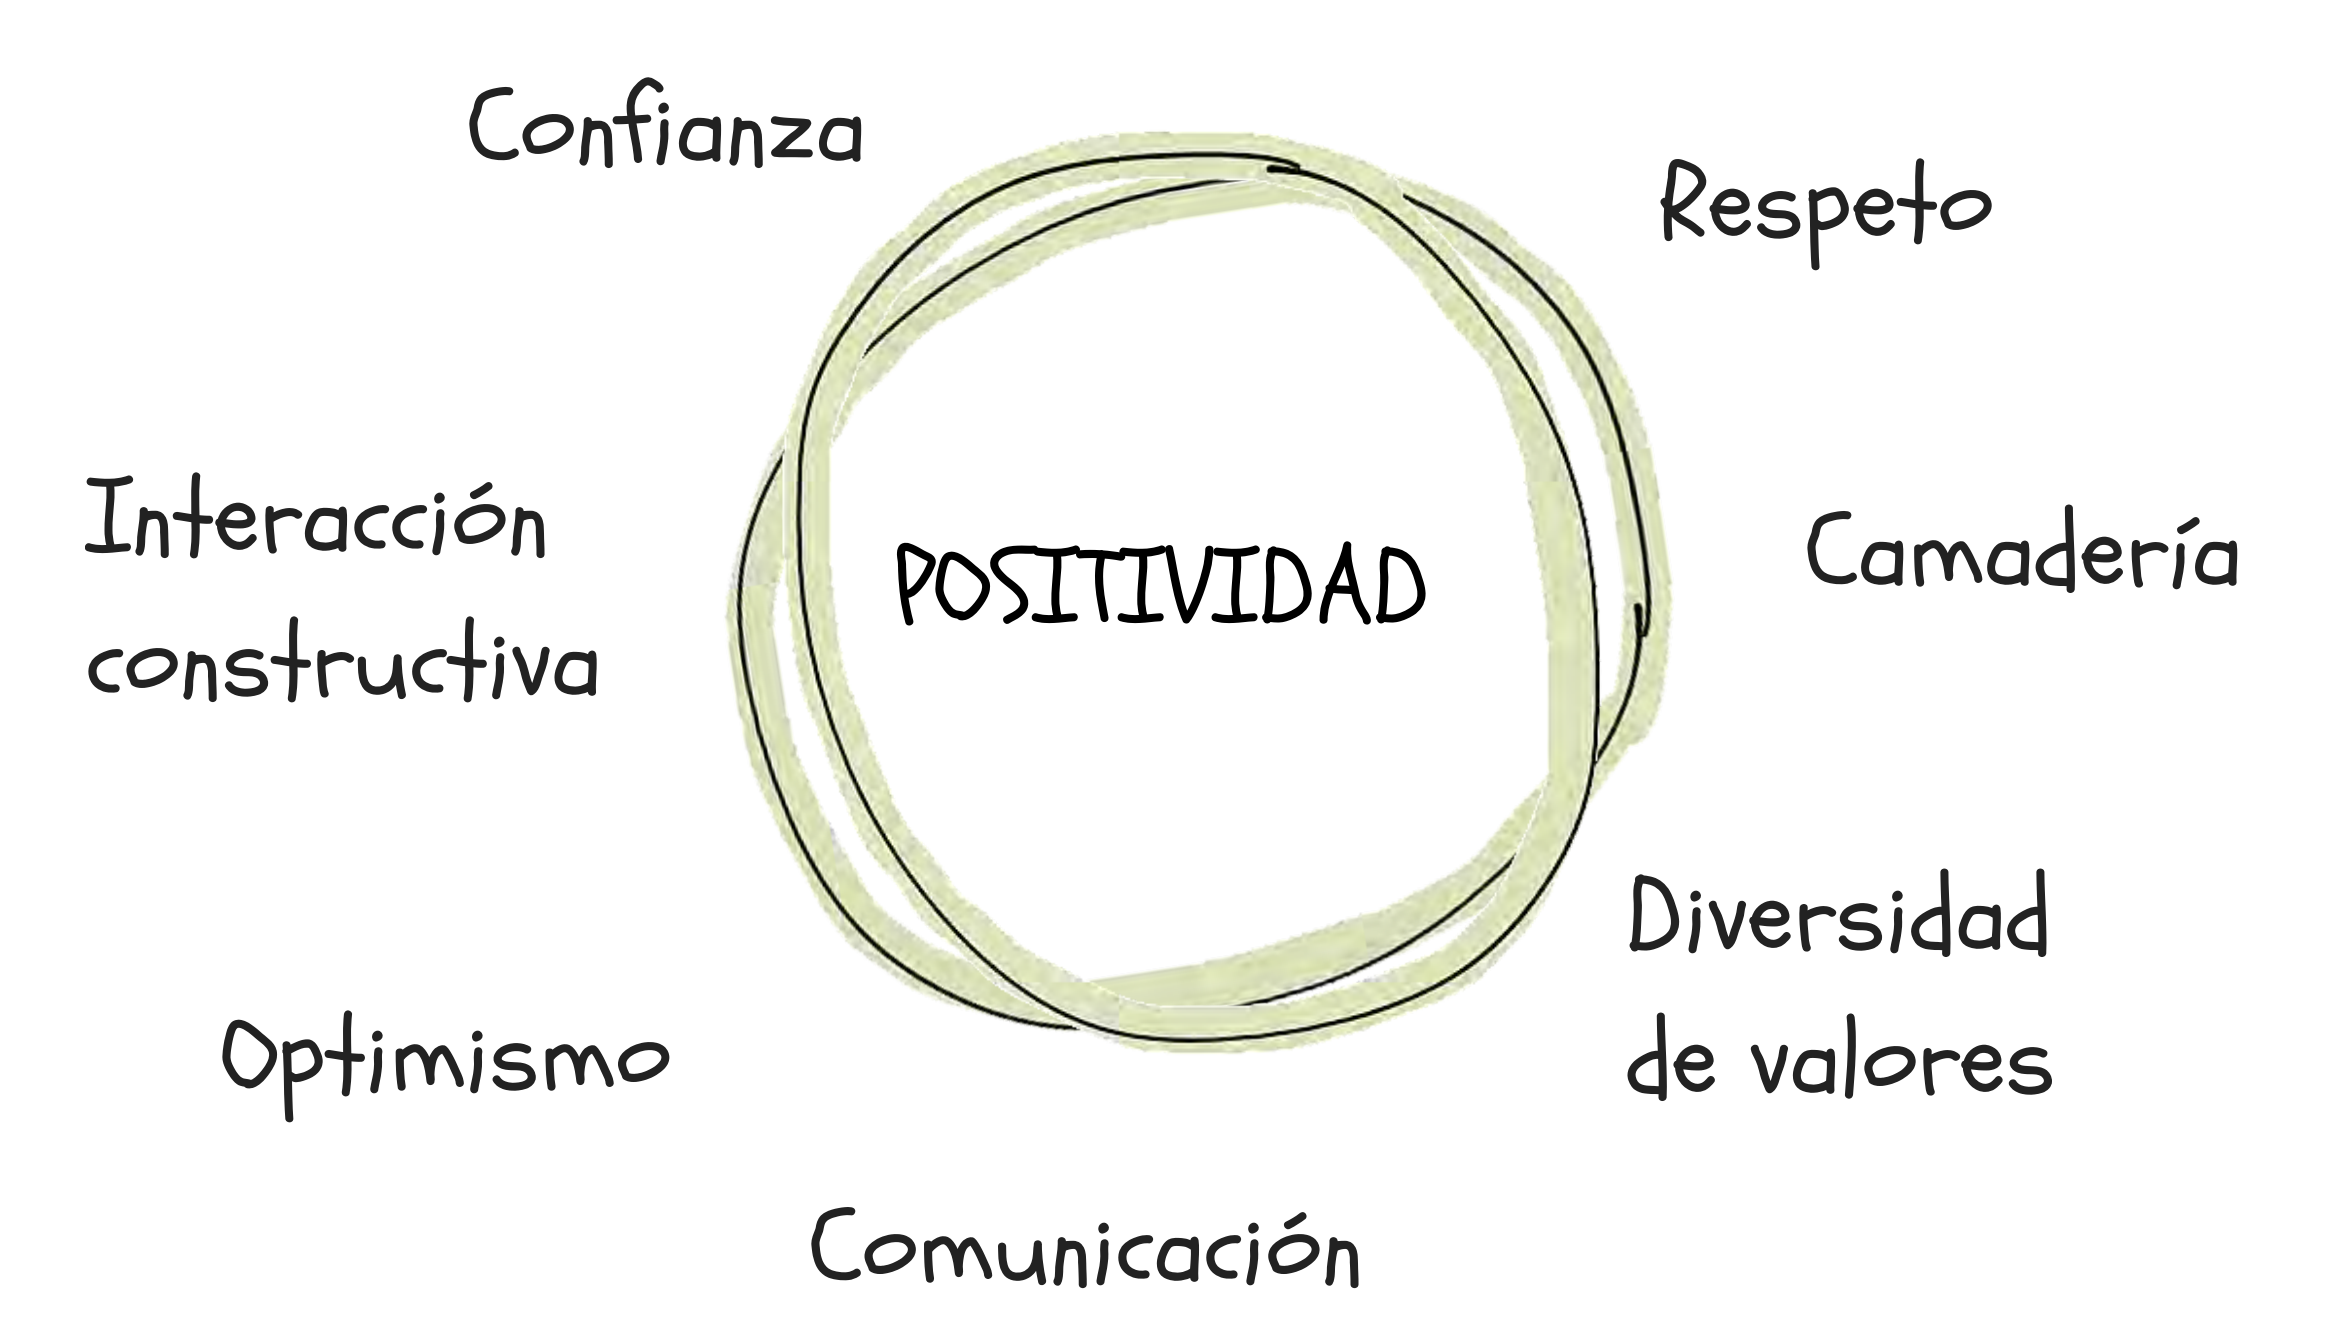 Confianza
Respeto
Interacción
constructiva
POSITIVIDAD
Camadería
Diversidad
de valores
Optimismo
Comunicación